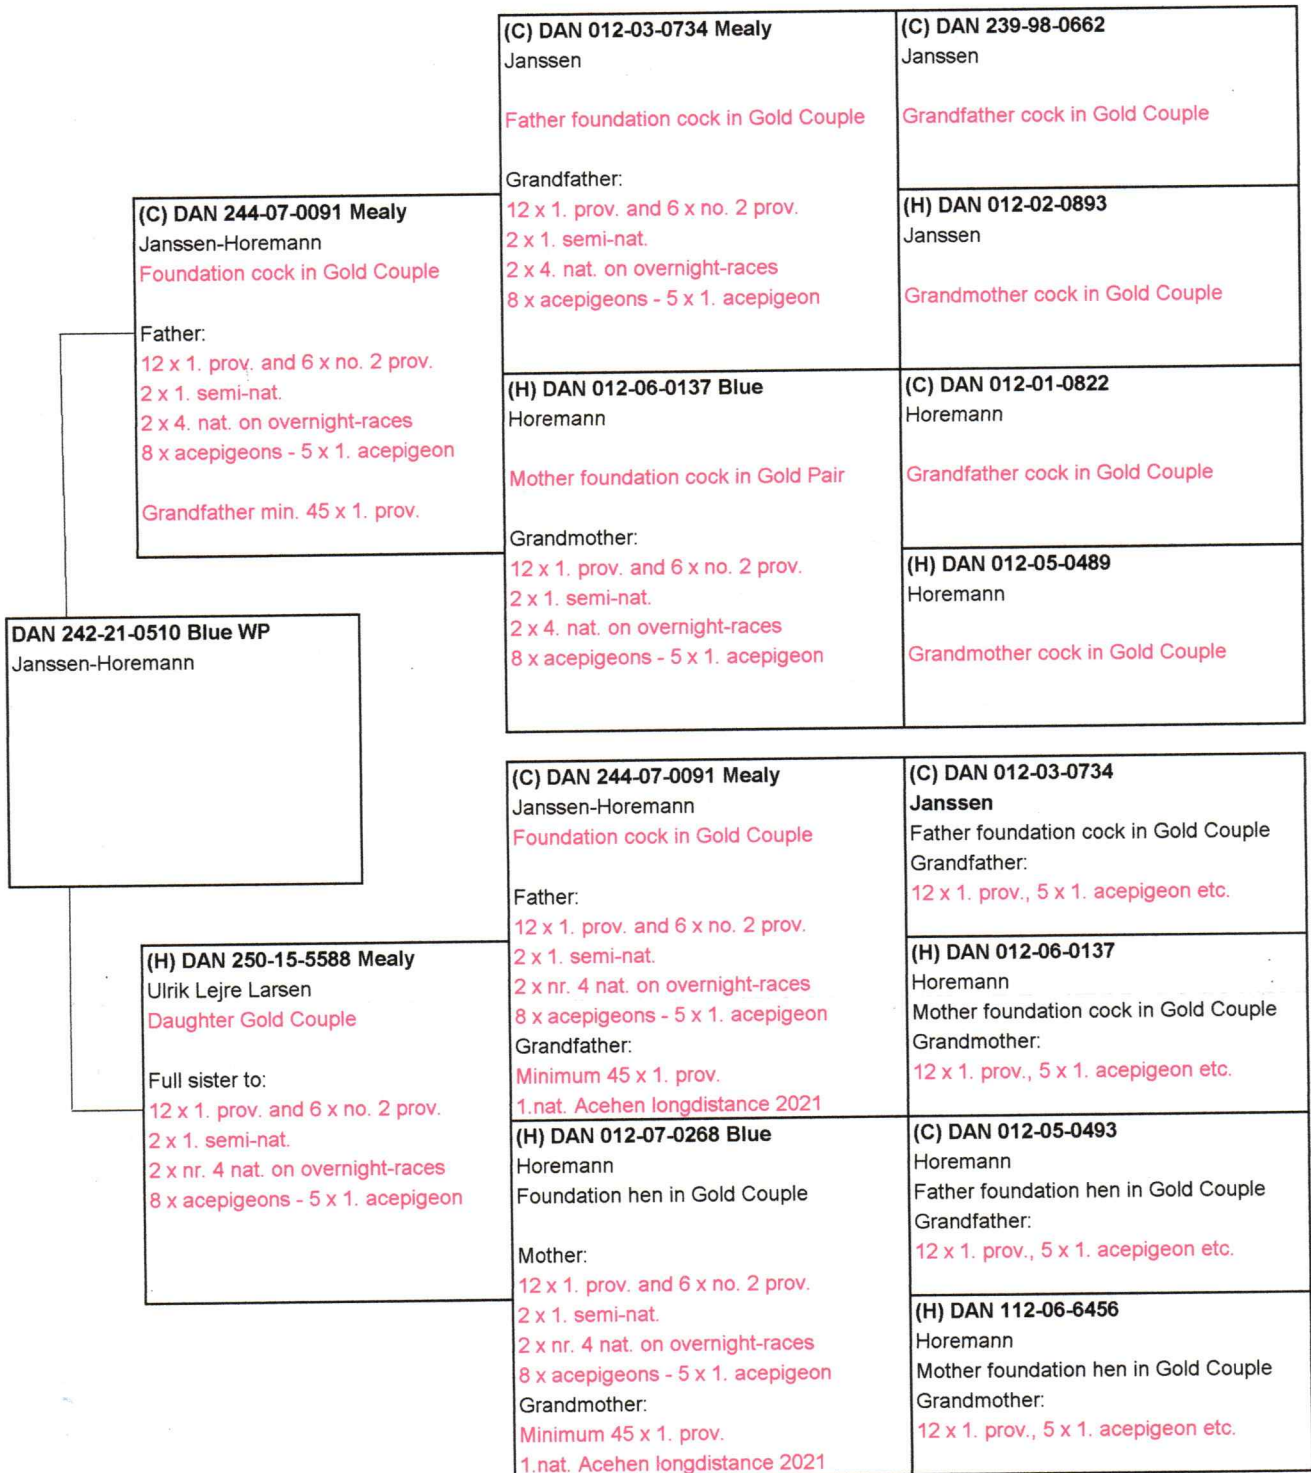 DAN 242-21-0510 Blue WP
Janssen-Horemann
(C) DAN 244-07-0091 Mealy
Janssen-Horemann
Foundation cock in Gold Couple
Father:
12 x 1. prov. and 6 x no. 2 prov.
2 x 1. semi-nat.
2 x 4. nat. on overnight-races
8 x acepigeons - 5 x 1. acepigeon
Grandfather min. 45 x 1. prov.
(H) DAN 250-15-5588 Mealy
Ulrik Lejre Larsen
Daughter Gold Couple
Full sister to:
12 x 1. prov. and 6 x no. 2 prov.
2 x 1. semi-nat.
2 x nr. 4 nat. on overnight-races
8 x acepigeons - 5 x 1. acepigeon
(C) DAN 012-03-0734 Mealy
Janssen
Father foundation cock in Gold Couple
Grandfather:
12 x 1. prov. and 6 x no. 2 prov.
2 x 1. semi-nat.
2 x 4. nat. on overnight-races
8 x acepigeons - 5 x 1. acepigeon
(H) DAN 012-06-0137 Blue
Horemann
Mother foundation cock in Gold Pair
Grandmother:
12 x 1. prov. and 6 x no. 2 prov.
2 x 1. semi-nat.
2 x 4. nat. on overnight-races
8 x acepigeons - 5 x 1. acepigeon
(C) DAN 244-07-0091 Mealy
Janssen-Horemann
Foundation cock in Gold Couple
Father:
12 x 1. prov. and 6 x no. 2 prov.
2 x 1. semi-nat.
2 x nr. 4 nat. on overnight-races
8 x acepigeons - 5 x 1. acepigeon
Grandfather:
Minimum 45 x 1. prov.
1.nat. Acehen longdistance 2021
(H) DAN 012-07-0268 Blue
Horemann
Foundation hen in Gold Couple
Mother:
12 x 1. prov. and 6 x no. 2 prov.
2 x 1. semi-nat.
2 x nr. 4 nat. on overnight-races
8 x acepigeons - 5 x 1. acepigeon
Grandmother:
Minimum 45 x 1. prov.
1.nat. Acehen longdistance 2021
(C) DAN 239-98-0662
Janssen
Grandfather cock in Gold Couple
(H) DAN 012-02-0893
Janssen
Grandmother cock in Gold Couple
(C) DAN 012-01-0822
Horemann
Grandfather cock in Gold Couple
(H) DAN 012-05-0489
Horemann
Grandmother cock in Gold Couple
(C) DAN 012-03-0734
Janssen
Father foundation cock in Gold Couple
Grandfather:
12 x 1. prov., 5 x 1. acepigeon etc.
(H) DAN 012-06-0137
Horemann
Mother foundation cock in Gold Couple
Grandmother:
12 x 1. prov., 5 x 1. acepigeon etc.
(C) DAN 012-05-0493
Horemann
Father foundation hen in Gold Couple
Grandfather:
12 x 1. prov., 5 x 1. acepigeon etc.
(H) DAN 112-06-6456
Horemann
Mother foundation hen in Gold Couple
Grandmother:
12 x 1. prov., 5 x 1. acepigeon etc.